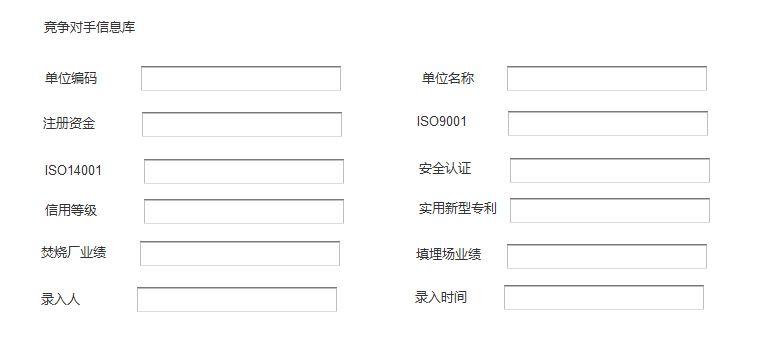 竞争对手信息库
单位编码 单位名称
注册资金 ISO9001
ISO14001 安全认证
信用等级 实用新型专利
焚烧厂业绩 填埋场业绩
录入人 录入时间